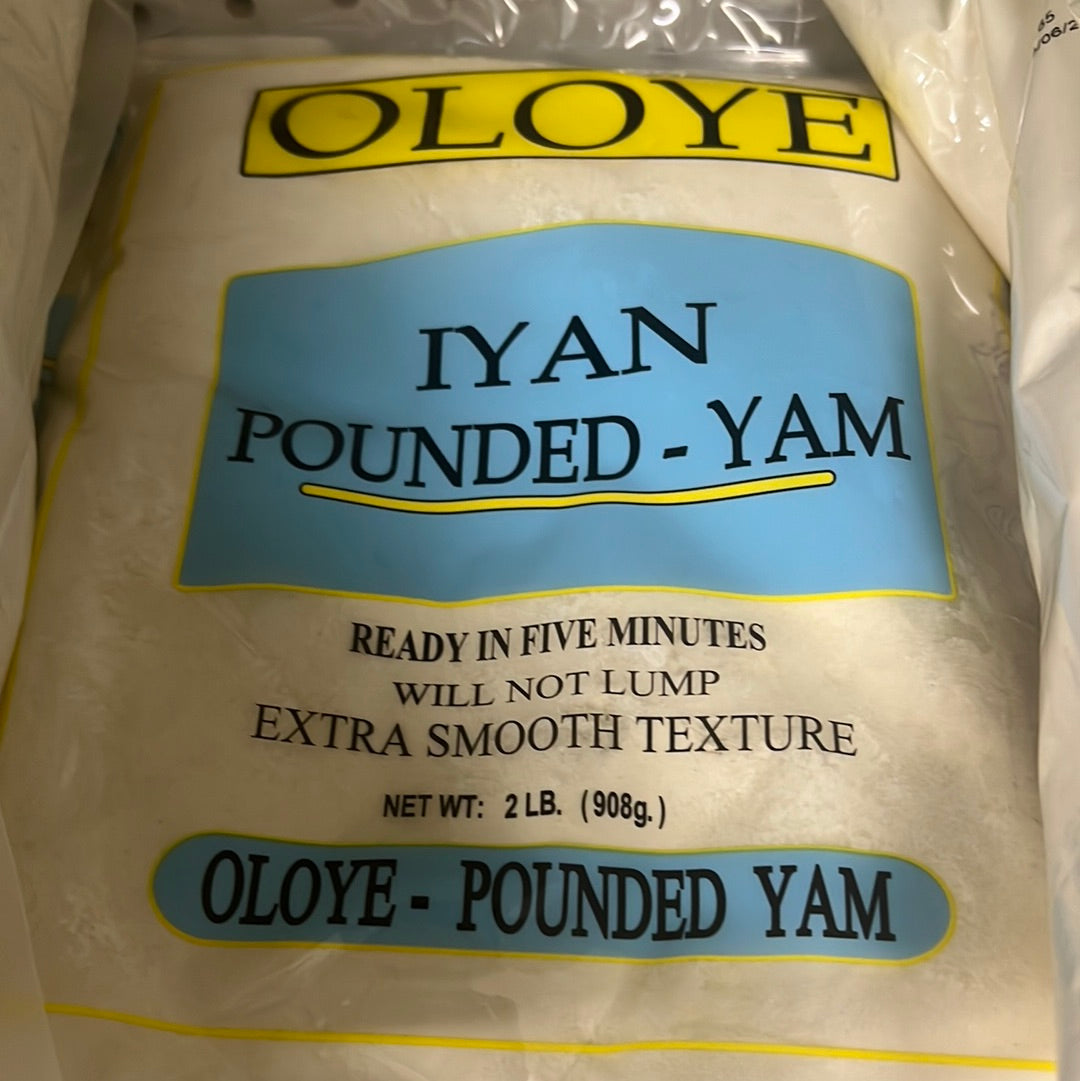 OLOYE
IYAN
POUNDED - YAM
READY IN FIVE MINUTES
WILL NOT LUMP
EXTRA SMOOTH TEXTURE
NET WT: 2 LB. (908g.)
OLOYE - POUNDED YAM